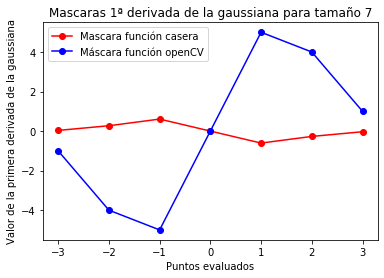 Mascaras 1ª derivada de la gaussiana para tamaño 7
Mascara función casera
Máscara función openCV
Valor de la primera derivada de la gaussiana
4
2
0
−2
−4
−3
−2
−1
0
1
2
3
Puntos evaluados